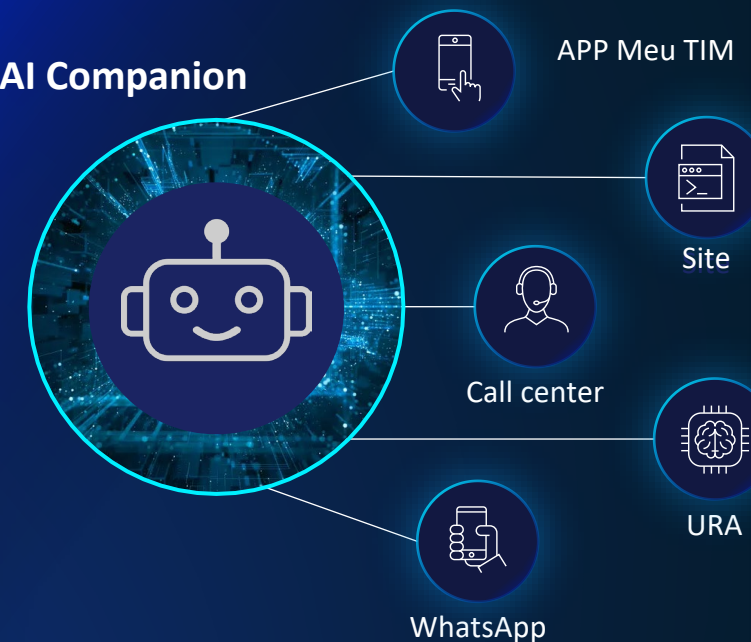 AI Companion
APP Meu TIM
Site
Call center
URA
WhatsApp